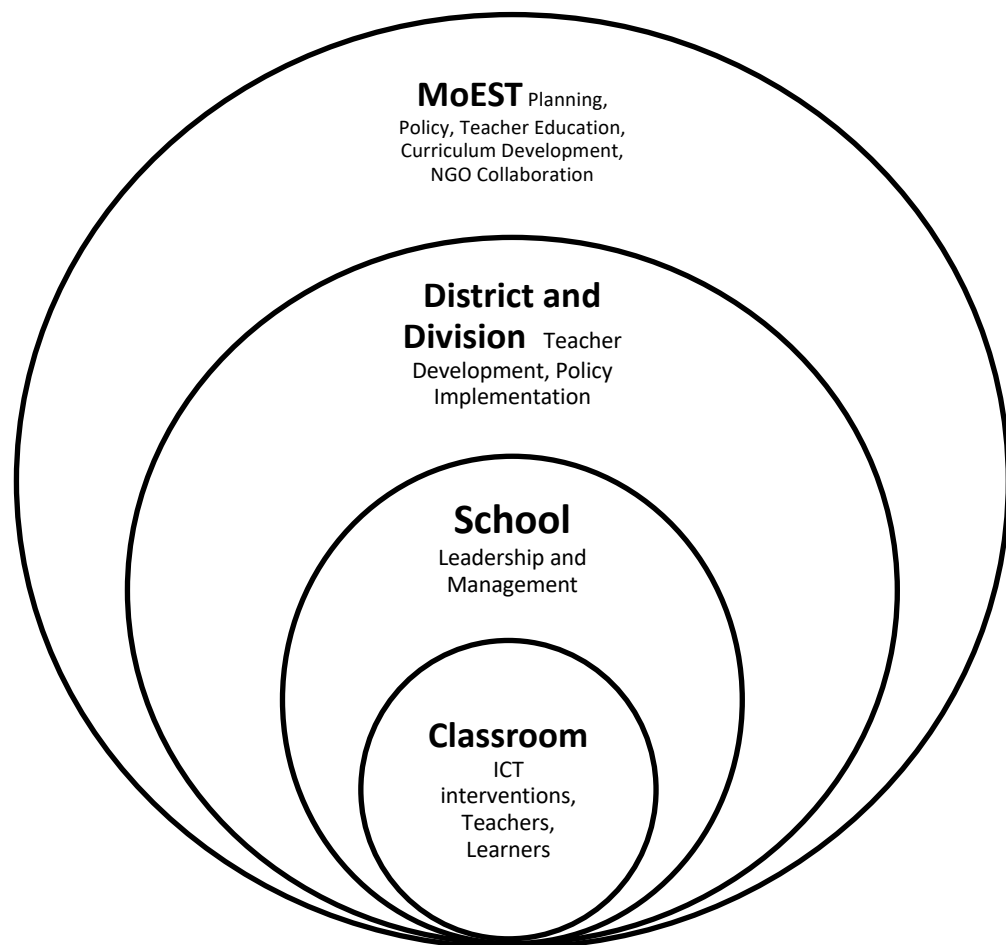 MoEST Planning,
Policy, Teacher Education,
Curriculum Development,
NGO Collaboration
District and
Division Teacher
Development, Policy
Implementation
School
Leadership and
Management
Classroom
ICT
interventions,
Teachers,
Learners